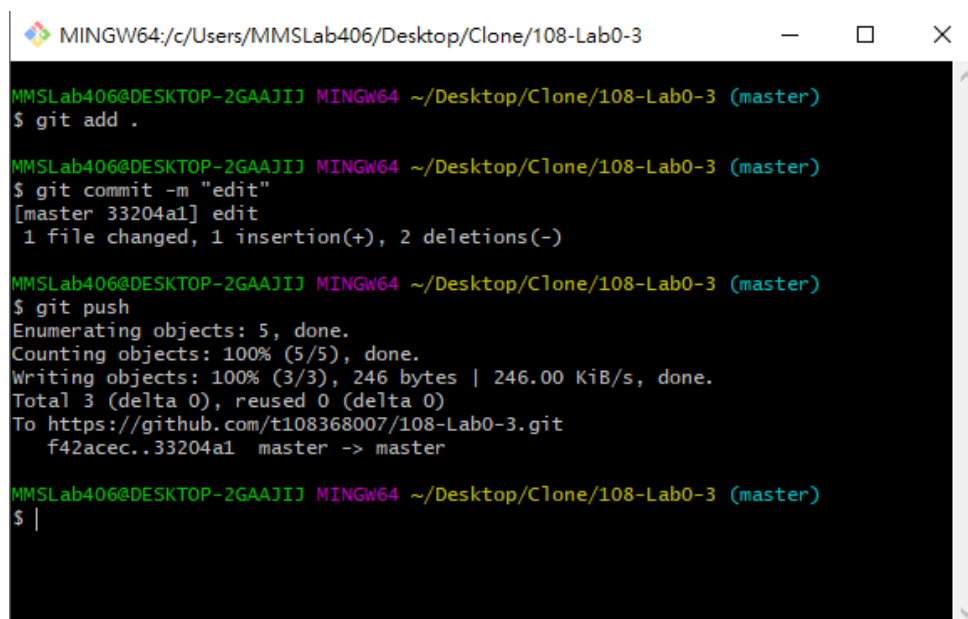 MINGW64:/c/Users/MMSLab406/Desktop/Clone/108-Lab0-3
MMSLab406@DESKTOP-2GAAJIJ MINGW64 ~/Desktop/Clone/108-Lab0-3 (master)
$ git add .
MMSLab406@DESKTOP-2GAAJIJ MINGW64 ~/Desktop/Clone/108-Lab0-3 (master)
$ git commit -m "edit"
[master 33204a1] edit
 1 file changed, 1 insertion(+), 2 deletions(-)
MMSLab406@DESKTOP-2GAAJIJ MINGW64 ~/Desktop/Clone/108-Lab0-3 (master)
$ git push
Enumerating objects: 5, done.
Counting objects: 100% (5/5), done.
Writing objects: 100% (3/3), 246 bytes | 246.00 KiB/s, done.
Total 3 (delta 0), reused 0 (delta 0)
To https://github.com/t108368007/108-Lab0-3.git
   f42acec..33204a1  master -> master
MMSLab406@DESKTOP-2GAAJIJ MINGW64 ~/Desktop/Clone/108-Lab0-3 (master)
$